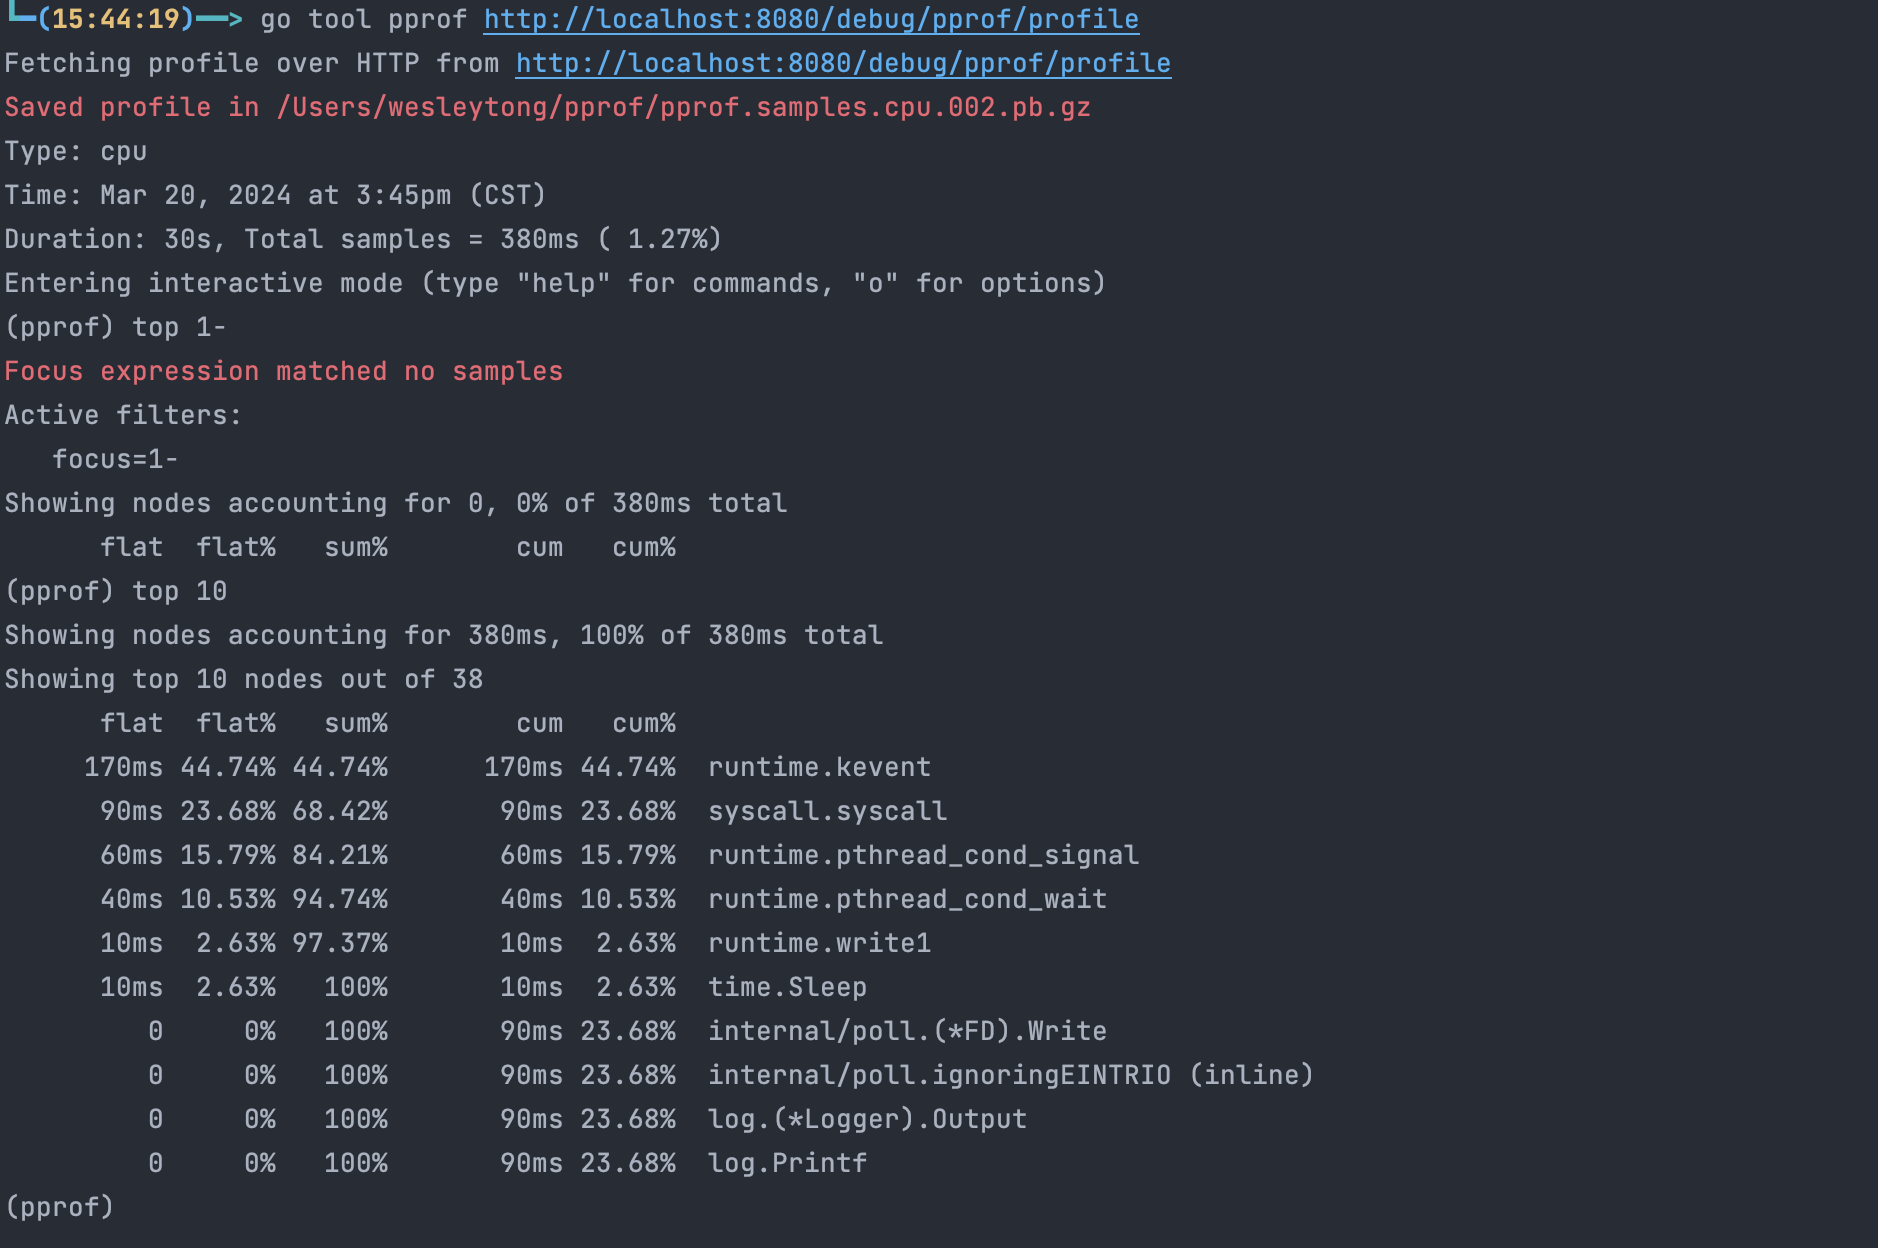 (15:44:19)——> go tool pprof http://localhost:8080/debug/pprof/profile
Fetching profile over HTTP from http://localhost:8080/debug/pprof/profile
Saved profile in /Users/wesleytong/pprof/pprof.samples.cpu.002.pb.gz
Type: cpu
Time: Mar 20, 2024 at 3:45pm (CST)
Duration: 30s, Total samples = 380ms ( 1.27%)
Entering interactive mode (type "help" for commands, "o" for options)
(pprof) top 1-
Focus expression matched no samples
Active filters:
   focus=1-
Showing nodes accounting for 0, 0% of 380ms total
      flat  flat%   sum%        cum   cum%
(pprof) top 10
Showing nodes accounting for 380ms, 100% of 380ms total
Showing top 10 nodes out of 38
      flat  flat%   sum%        cum   cum%
     170ms 44.74% 44.74%      170ms 44.74%  runtime.kevent
      90ms 23.68% 68.42%       90ms 23.68%  syscall.syscall
      60ms 15.79% 84.21%       60ms 15.79%  runtime.pthread_cond_signal
      40ms 10.53% 94.74%       40ms 10.53%  runtime.pthread_cond_wait
      10ms  2.63% 97.37%       10ms  2.63%  runtime.write1
      10ms  2.63%   100%       10ms  2.63%  time.Sleep
         0     0%   100%       90ms 23.68%  internal/poll.(*FD).Write
         0     0%   100%       90ms 23.68%  internal/poll.ignoringEINTRIO (inline)
         0     0%   100%       90ms 23.68%  log.(*Logger).Output
         0     0%   100%       90ms 23.68%  log.Printf
(pprof)